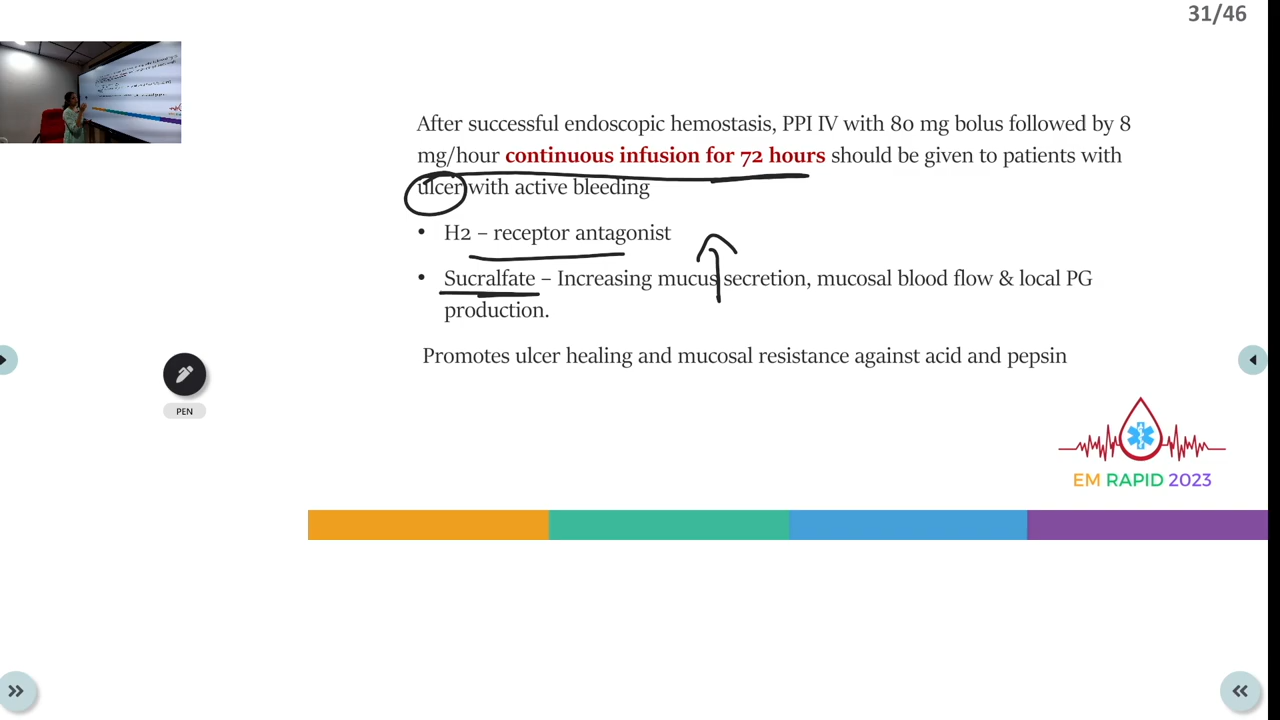 31/46
After successful endoscopic hemostasis, PPI IV with 80 mg bolus followed by 8
mg/hour continuous infusion for 72 hours should be given to patients with
ulcer with active bleeding
• H2 – receptor antagonist
• Sucralfate – Increasing mucus secretion, mucosal blood flow & local PG
production.
Promotes ulcer healing and mucosal resistance against acid and pepsin
PEN
EM RAPID 2023